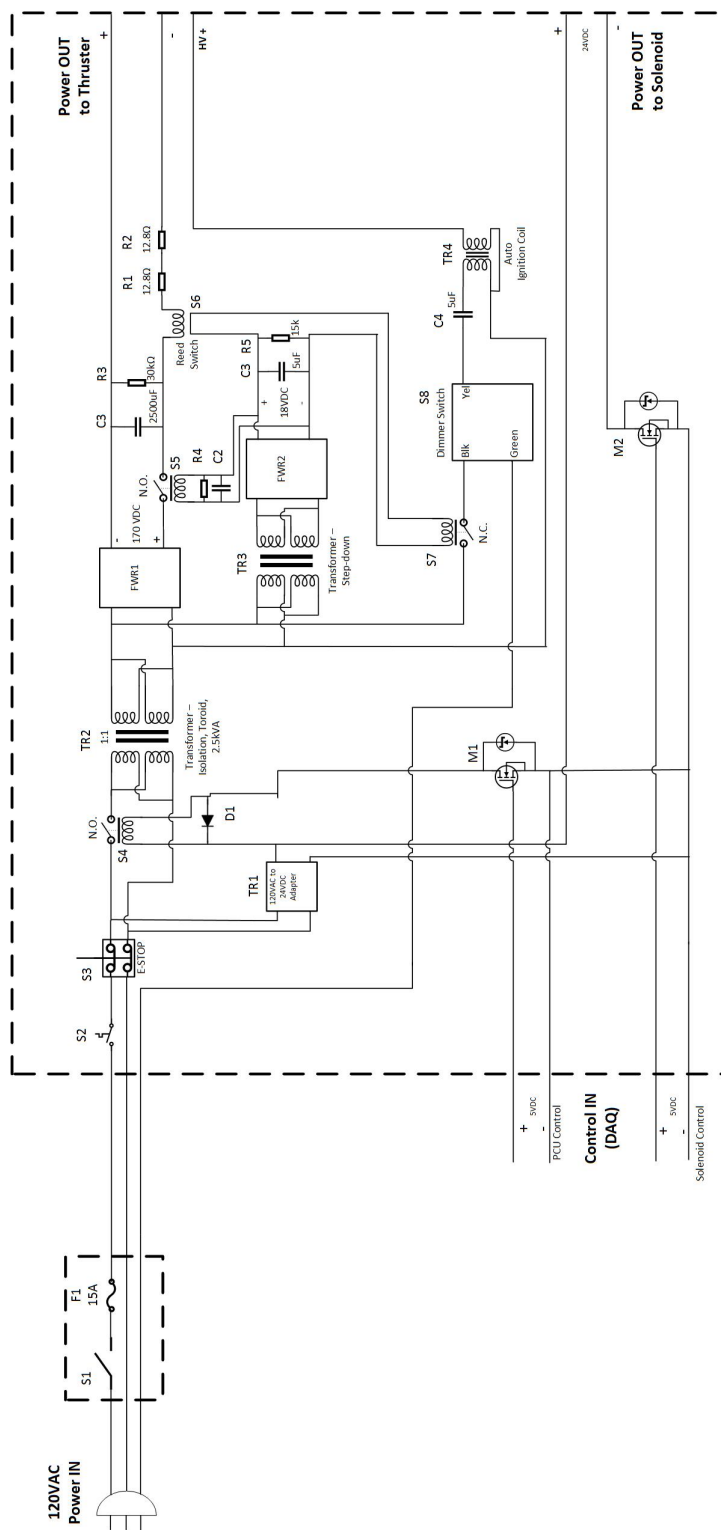 120VAC
Power IN
S1
F1
15A
S2
S3
E-STOP
N.O.
S4
TR2
1:1
Transformer –
Isolation, Toroid,
2.5kVA
D1
TR1
120VAC to
24VDC
Adapter
M1
FWR1
-
170 VDC
+
N.O.
S5
R4
C2
TR3
Transformer –
Step-down
FWR2
+
18VDC
-
C3
2500uF
R3
30kΩ
Reed
Switch
S6
R1
12.8Ω
R2
12.8Ω
C3
5uF
R5
15k
S7
N.C.
S8
Dimmer Switch
Blk
Yel
Green
C4
5uF
TR4
Auto
Ignition Coil
M2
Power OUT
to Thruster
+
-
HV +
+
24VDC
-
Power OUT
to Solenoid
+
5VDC
-
PCU Control
Control IN
(DAQ)
+
5VDC
-
Solenoid Control